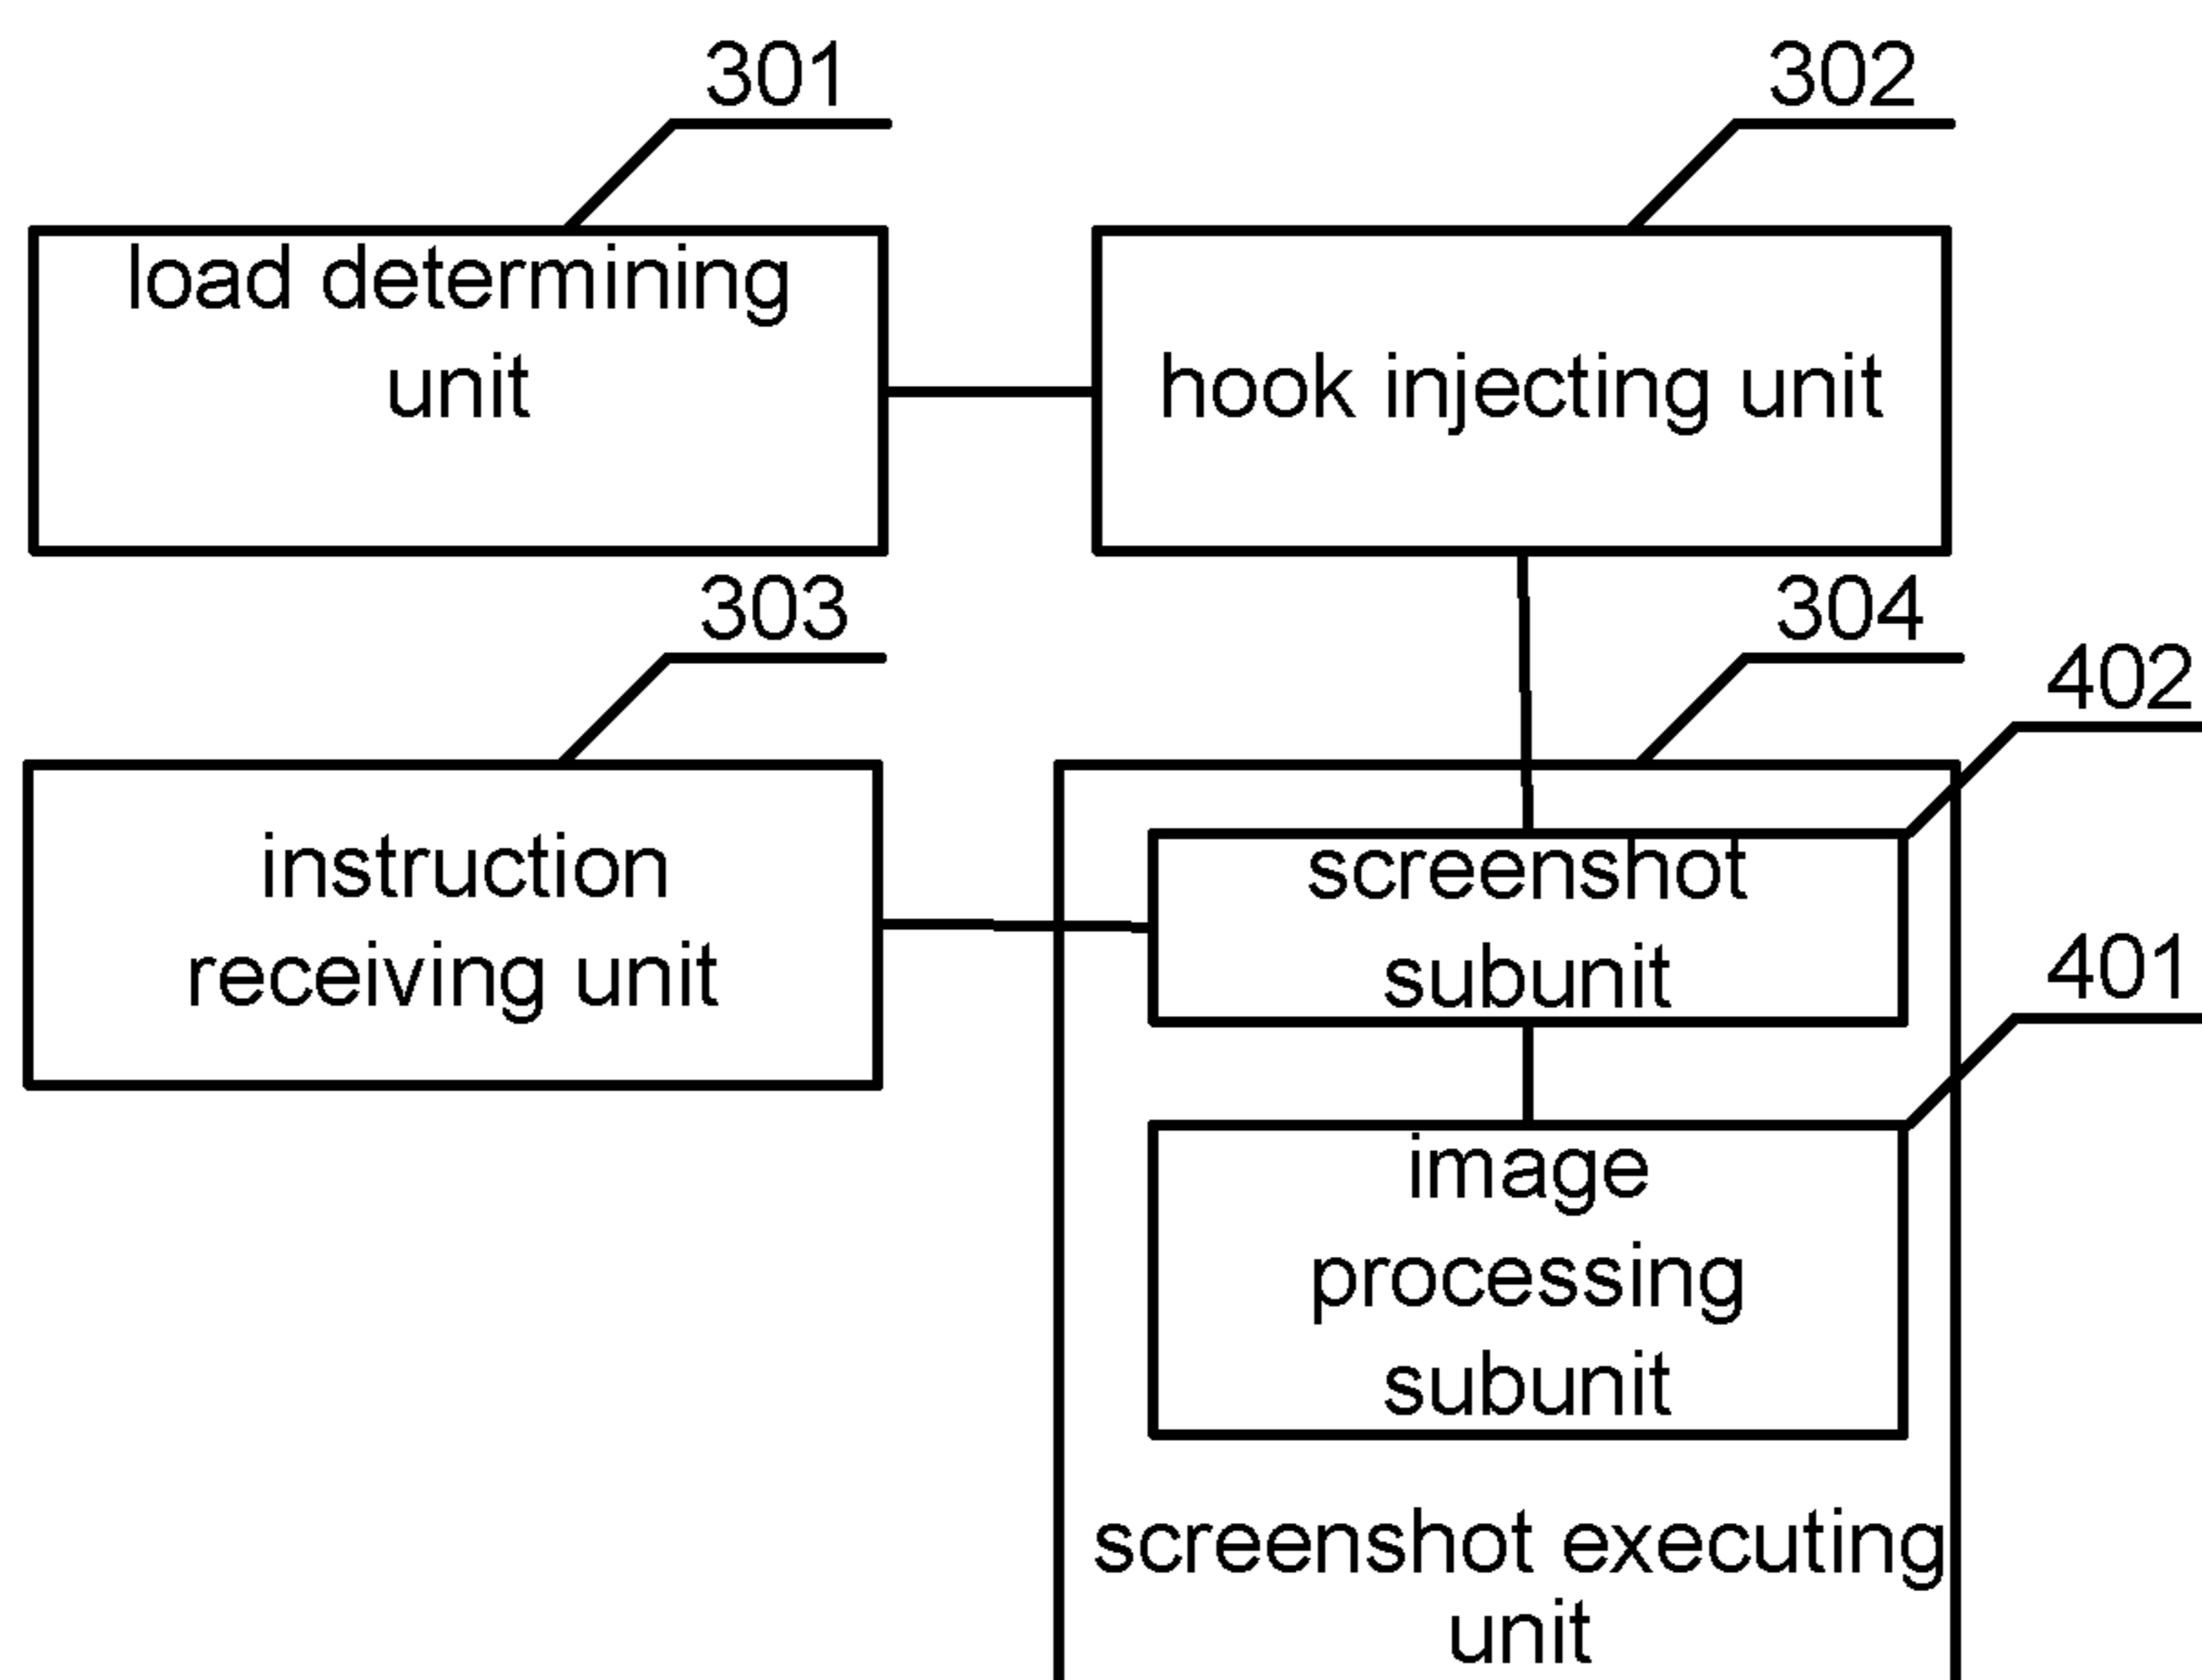 301
302
load determining
unit
hook injecting unit
303
304
402
instruction
receiving unit
screenshot
subunit
401
image
processing
subunit
screenshot executing
unit